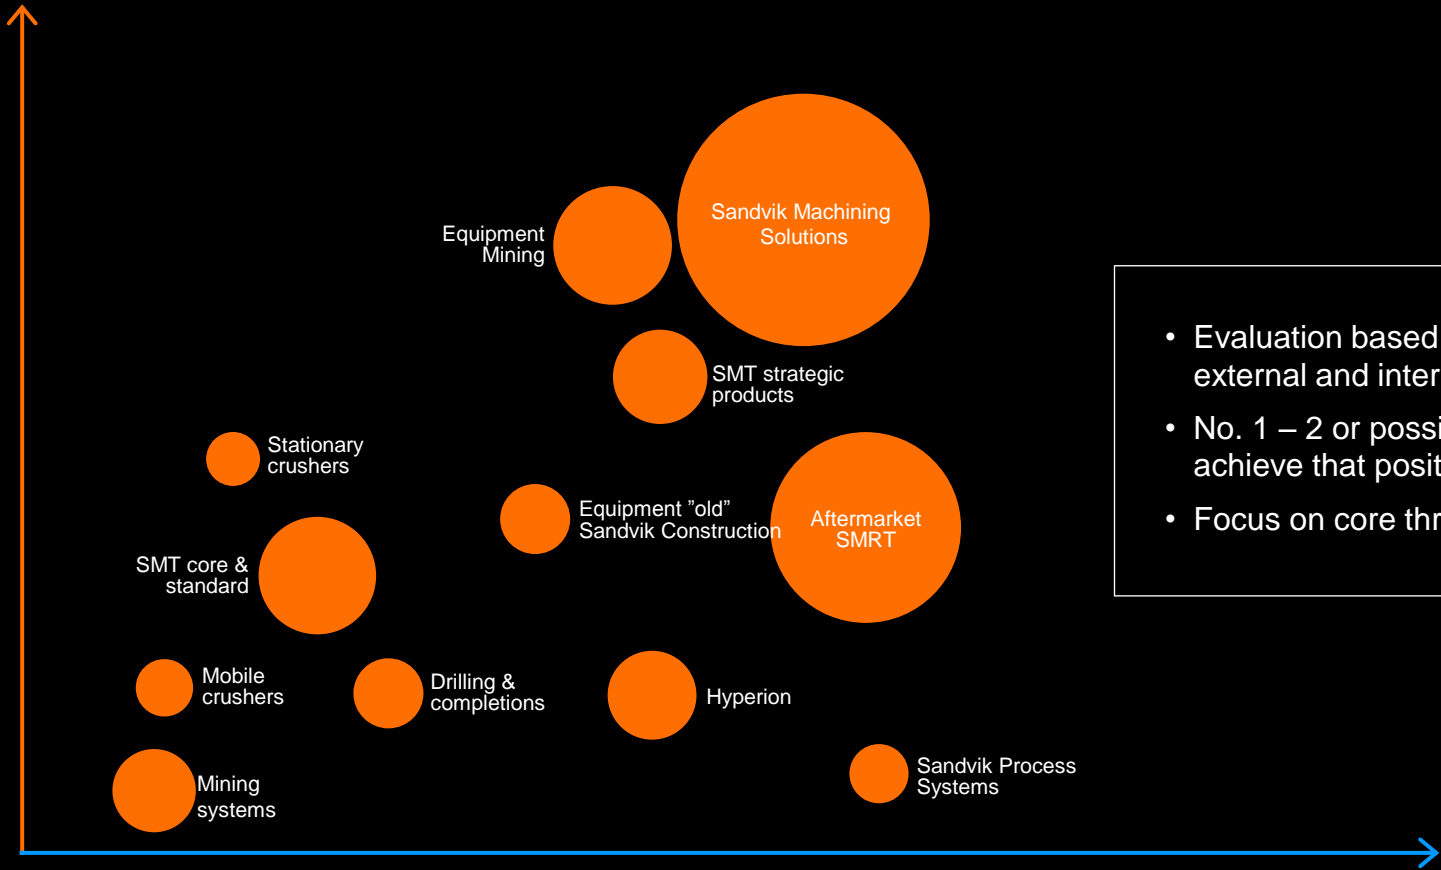 Sandvik Machining
Solutions
Equipment
Mining
SMT strategic
products
Stationary
crushers
Equipment ”old”
Sandvik Construction
Aftermarket
SMRT
SMT core &
standard
Mobile
crushers
Drilling &
completions
Hyperion
Mining
systems
Sandvik Process
Systems
• Evaluation based
external and inter
• No. 1 – 2 or possi
achieve that posit
• Focus on core thr